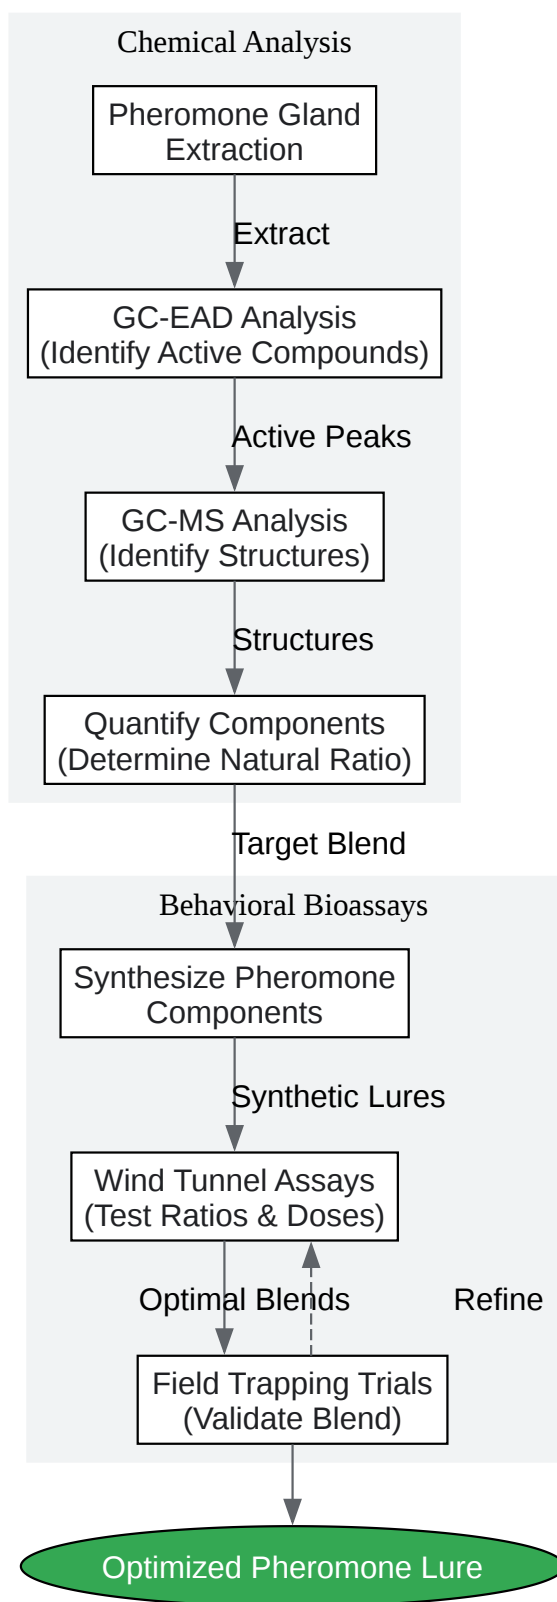 Chemical Analysis
Pheromone Gland
Extraction
Extract
GC-EAD Analysis
(Identify Active Compounds)
Active Peaks
GC-MS Analysis
(Identify Structures)
Structures
Quantify Components
(Determine Natural Ratio)
Target Blend
Behavioral Bioassays
Synthesize Pheromone
Components
Synthetic Lures
Wind Tunnel Assays
(Test Ratios & Doses)
Optimal Blends
Refine
Field Trapping Trials
(Validate Blend)
Optimized Pheromone Lure